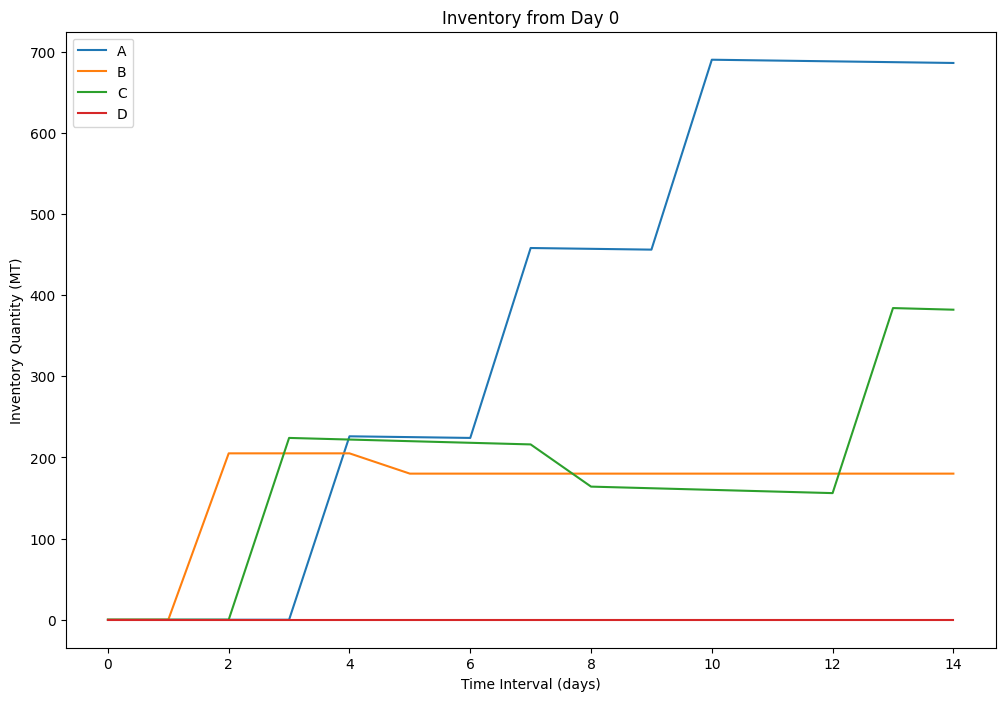 Inventory from Day 0
A
B
C
D
700
600
500
400
300
200
100
0
Inventory Quantity (MT)
0 2 4 6 8 10 12 14
Time Interval (days)